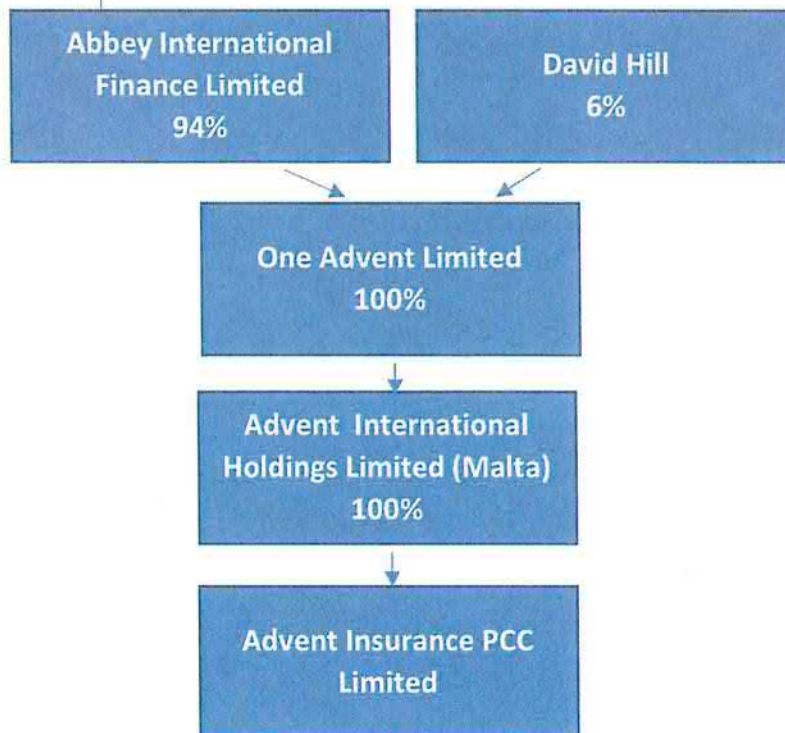 Abbey International
Finance Limited
94%
David Hill
6%
One Advent Limited
100%
Advent International
Holdings Limited (Malta)
100%
Advent Insurance PCC
Limited